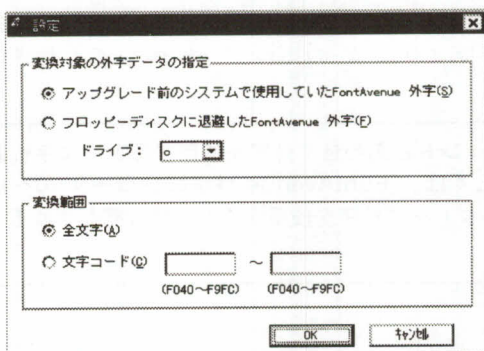 設定
変換対象の外字データの指定
アップグレード前のシステムで使用していたFontAvenue 外字(S)
フロッピーディスクに退避したFontAvenue 外字(F)
ドライブ:
変換範囲
全文字(A)
文字コード(C) ～
(F040～F9FC) (F040～F9FC)
OK キャンセル